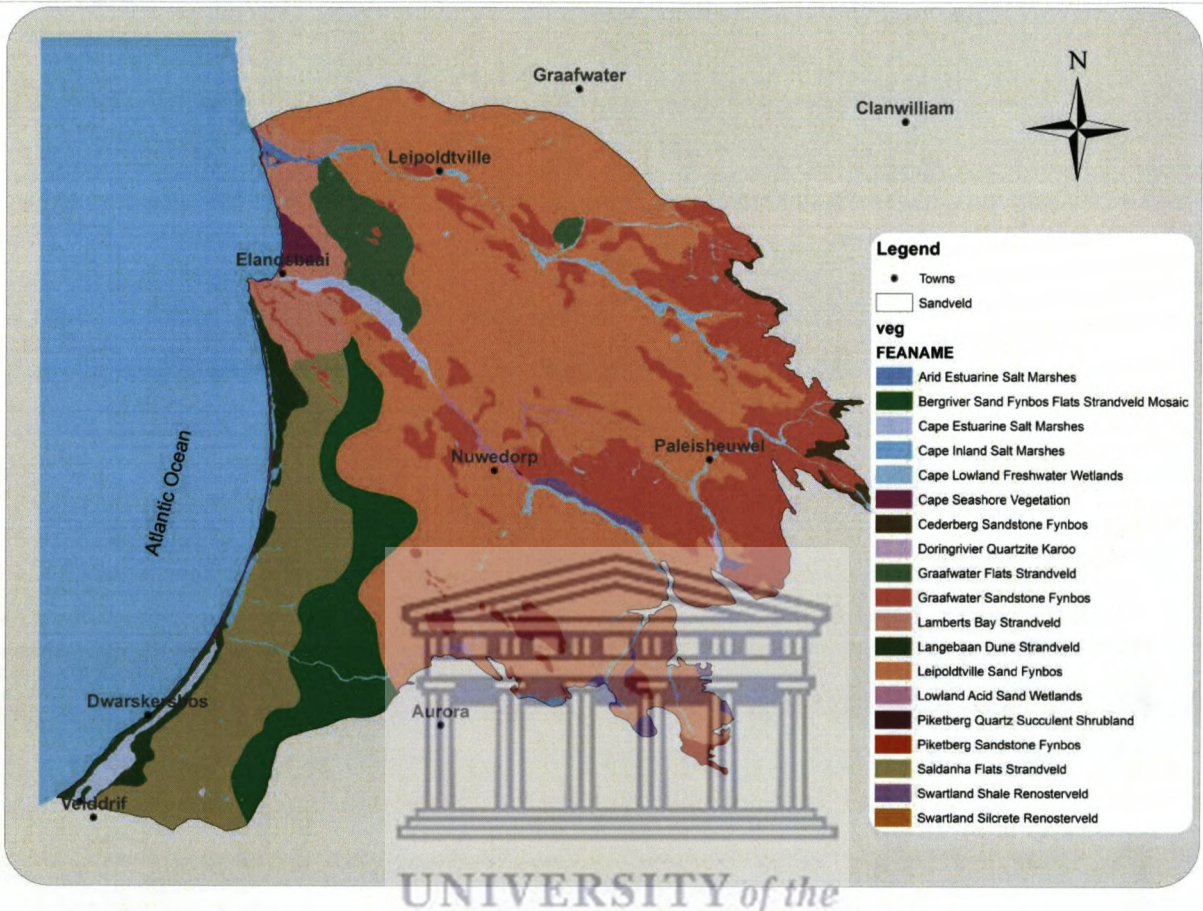 Graafwater
N
Clanwilliam
Leipoldtville
Elandsbaai
Paleisheuwel
Nuwedorp
Atlantic Ocean
Dwarskersbos
Aurora
Velddrif
Legend
Towns
Sandveld
veg
FEANAME
Arid Estuarine Salt Marshes
Bergriver Sand Fynbos Flats Strandveld Mosaic
Cape Estuarine Salt Marshes
Cape Inland Salt Marshes
Cape Lowland Freshwater Wetlands
Cape Seashore Vegetation
Cederberg Sandstone Fynbos
Doringrivier Quartzite Karoo
Graafwater Flats Strandveld
Graafwater Sandstone Fynbos
Lamberts Bay Strandveld
Langebaan Dune Strandveld
Leipoldtville Sand Fynbos
Lowland Acid Sand Wetlands
Piketberg Quartz Succulent Shrubland
Piketberg Sandstone Fynbos
Saldanha Flats Strandveld
Swartland Shale Renosterveld
Swartland Silcrete Renosterveld
UNIVERSITY of the